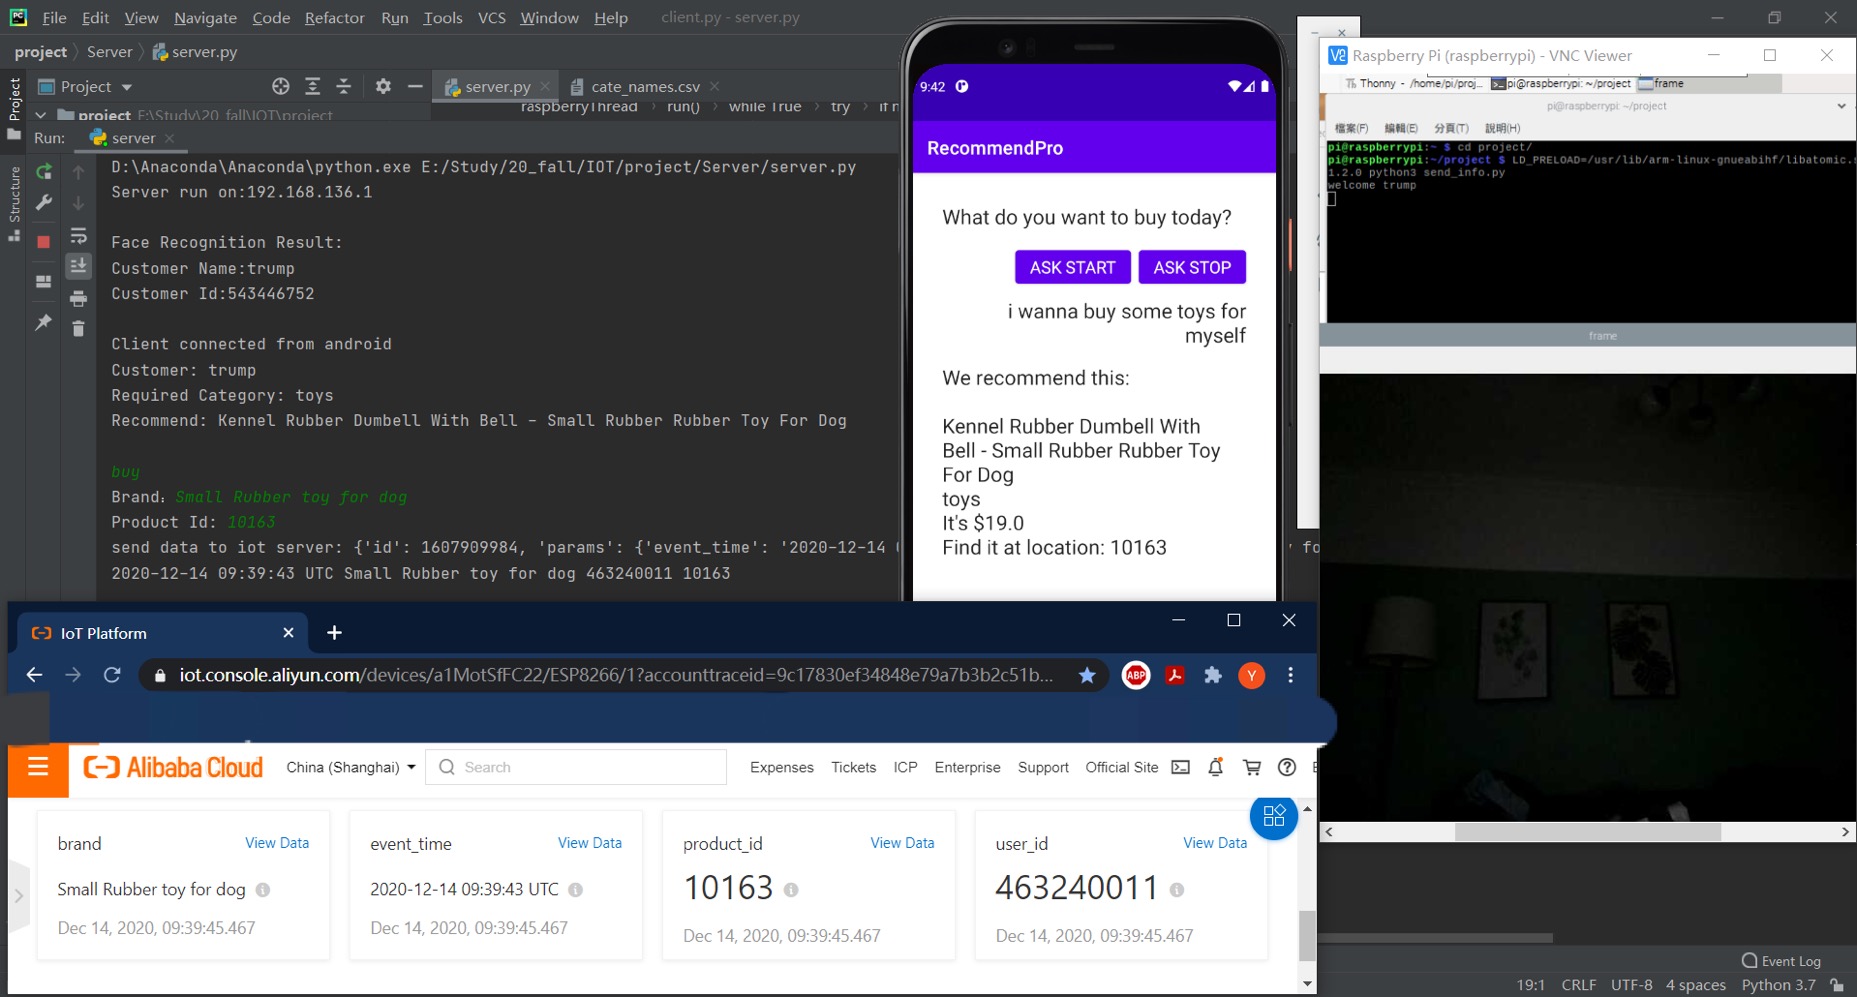 File Edit View Navigate Code Refactor Run Tools VCS Window Help client.py - server.py
project Server server.py
Project
server.py
cate_names.csv
Project
project E:\Study\20_fall\IOT\project
raspberryThread run() while True try if n
Run: server
Structure
D:\Anaconda\Anaconda\python.exe E:/Study/20_fall/IOT/project/Server/server.py
Server run on:192.168.136.1
Face Recognition Result:
Customer Name:trump
Customer Id:543446752
Client connected from android
Customer: trump
Required Category: toys
Recommend: Kennel Rubber Dumbell With Bell – Small Rubber Rubber Toy For Dog
buy
Brand: Small Rubber toy for dog
Product Id: 10163
send data to iot server: {'id': 1607909984, 'params': {'event_time': '2020-12-14
y fo
2020-12-14 09:39:43 UTC Small Rubber toy for dog 463240011 10163
9:42
RecommendPro
What do you want to buy today?
ASK START ASK STOP
i wanna buy some toys for
myself
We recommend this:
Kennel Rubber Dumbell With
Bell - Small Rubber Rubber Toy
For Dog
toys
It's $19.0
Find it at location: 10163
V2 Raspberry Pi (raspberrypi) - VNC Viewer
Thonny - /home/pi/proj... pi@raspberrypi: ~/project frame
pi@raspberrypi: ~/project
檔案(F) 編輯(E) 分頁(T) 說明(H)
pi@raspberrypi:~ $ cd project/
pi@raspberrypi:~/project $ LD_PRELOAD=/usr/lib/arm-linux-gnueabihf/libatomic.s
1.2.0 python3 send_info.py
welcome trump
frame
IoT Platform
iot.console.aliyun.com/devices/a1MotSfFC22/ESP8266/1?accounttraceid=9c17830ef34848e79a7b3b2c51b...
ABP
Y
Alibaba Cloud China (Shanghai) Search Expenses Tickets ICP Enterprise Support Official Site
brand View Data
Small Rubber toy for dog
Dec 14, 2020, 09:39:45.467
event_time View Data
2020-12-14 09:39:43 UTC
Dec 14, 2020, 09:39:45.467
product_id View Data
10163
Dec 14, 2020, 09:39:45.467
user_id View Data
463240011
Dec 14, 2020, 09:39:45.467
Event Log
19:1 CRLF UTF-8 4 spaces Python 3.7